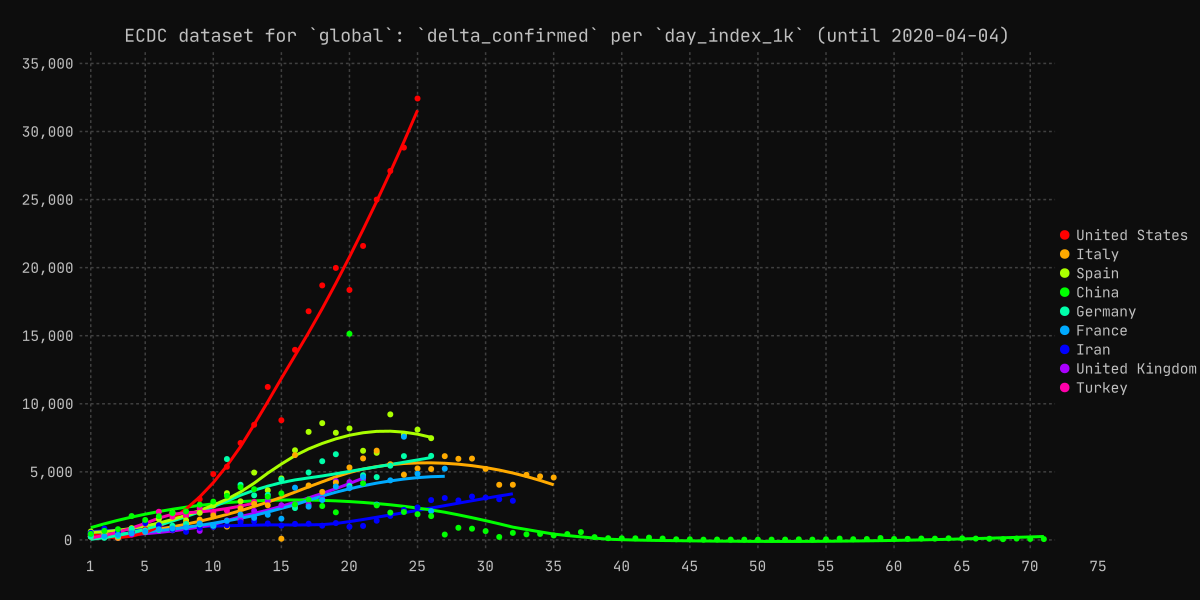 ECDC dataset for `global`: `delta_confirmed` per `day_index_1k` (until 2020-04-04)
35,000
30,000
25,000
20,000
15,000
10,000
5,000
0
1 5 10 15 20 25 30 35 40 45 50 55 60 65 70 75
United States
Italy
Spain
China
Germany
France
Iran
United Kingdom
Turkey